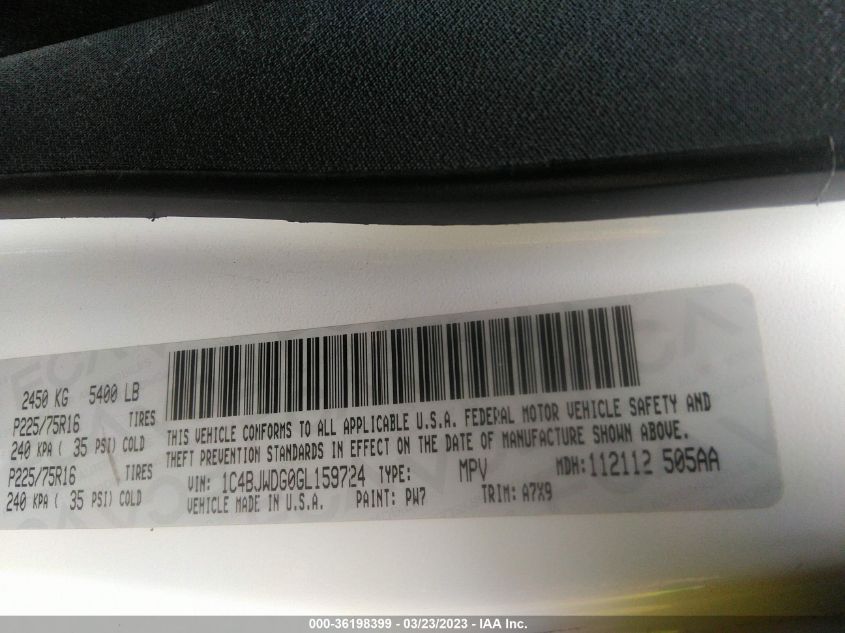 2450 KG 5400 LB
P225/75R16 TIRES
240 KPA ( 35 PSI) COLD
P225/75R16 TIRES
240 KPA ( 35 PSI) COLD
THIS VEHICLE CONFORMS TO ALL APPLICABLE U.S.A. FEDERAL MOTOR VEHICLE SAFETY AND
THEFT PREVENTION STANDARDS IN EFFECT ON THE DATE OF MANUFACTURE SHOWN ABOVE.
VIN: 1C4BJWDG0GL159724 TYPE: MPV MDH:112112 505AA
VEHICLE MADE IN U.S.A. PAINT: PW7 TRIM: A7X9
000-36198399 - 03/23/2023 - IAA Inc.